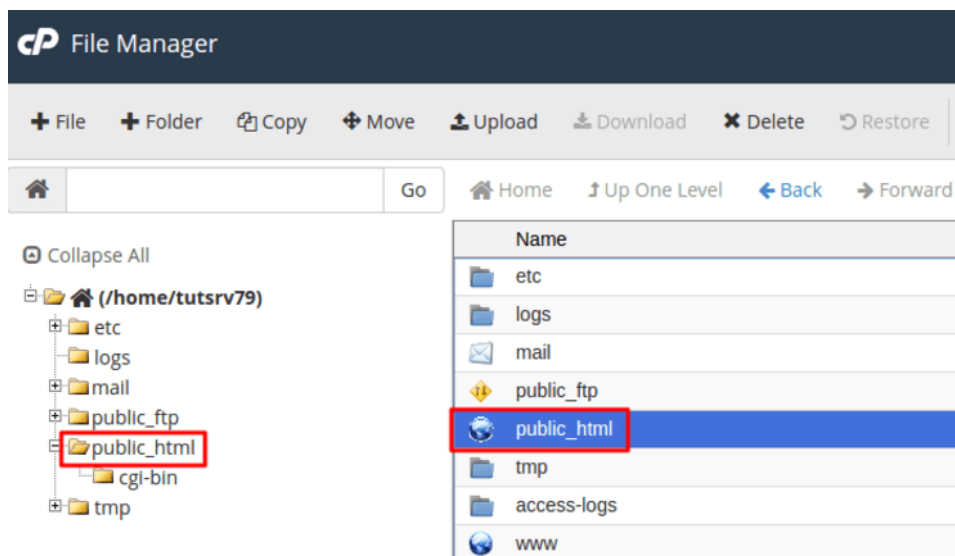 cP File Manager
File Folder Copy Move Upload Download Delete Restore
Go Home Up One Level Back Forward
Collapse All
(/home/tutsrv79)
etc
logs
mail
public_ftp
public_html
cgi-bin
tmp
Name
etc
logs
mail
public_ftp
public_html
tmp
access-logs
www